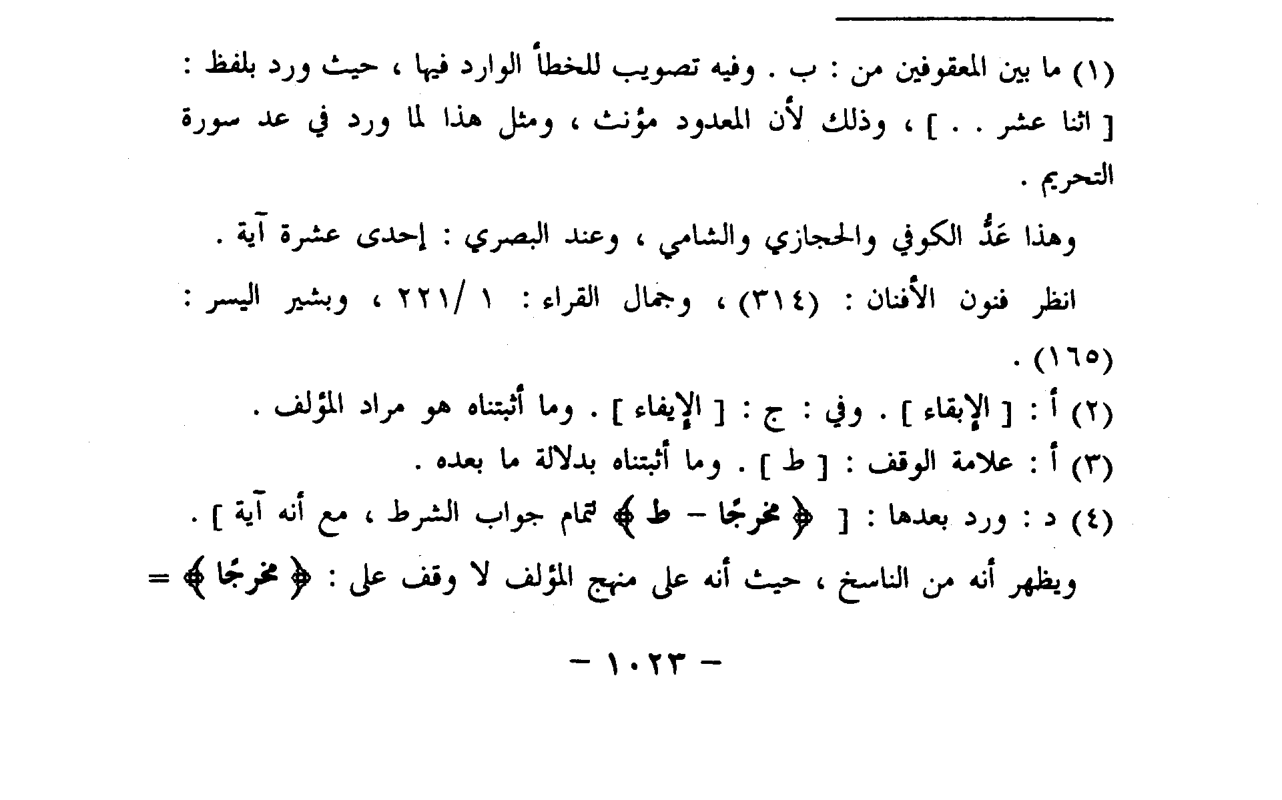 (١) ما بين المعقوفين من : ب . وفيه تصويب للخطأ الوارد فيها ، حيث ورد بلفظ :
[ اثنا عشر . . ] ، وذلك لأن المعدود مؤنث ، ومثل هذا لما ورد في عد سورة
التحريم .
وهذا عَدُّ الكوفي والحجازي والشامي ، وعند البصري : إحدى عشرة آية .
انظر فنون الأفنان : (٣١٤) ، وجمال القراء : ١ /٢٢١ ، وبشير اليسر :
(١٦٥) .
(٢) أ : [ الإبقاء ] . وفي : ج : [ الإيفاء ] . وما أثبتناه هو مراد المؤلف .
(٣) أ : علامة الوقف : [ ط ] . وما أثبتناه بدلالة ما بعده .
(٤) د : ورد بعدها : [ ﴿ مخرجًا – ط ﴾ لتمام جواب الشرط ، مع أنه آية ] .
ويظهر أنه من الناسخ ، حيث أنه على منهج المؤلف لا وقف على : ﴿ مخرجًا ﴾ =
– ١٠٢٣ –